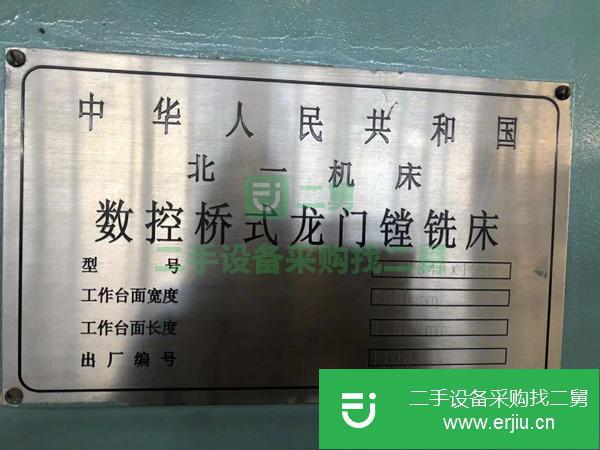 中华人民共和国
北一机床
二舅
数控桥式龙门镗铣床
二手设备采购找二舅
型号
工作台面宽度
工作台面长度
出厂编号
二手设备采购找二舅
www.erjiu.cn